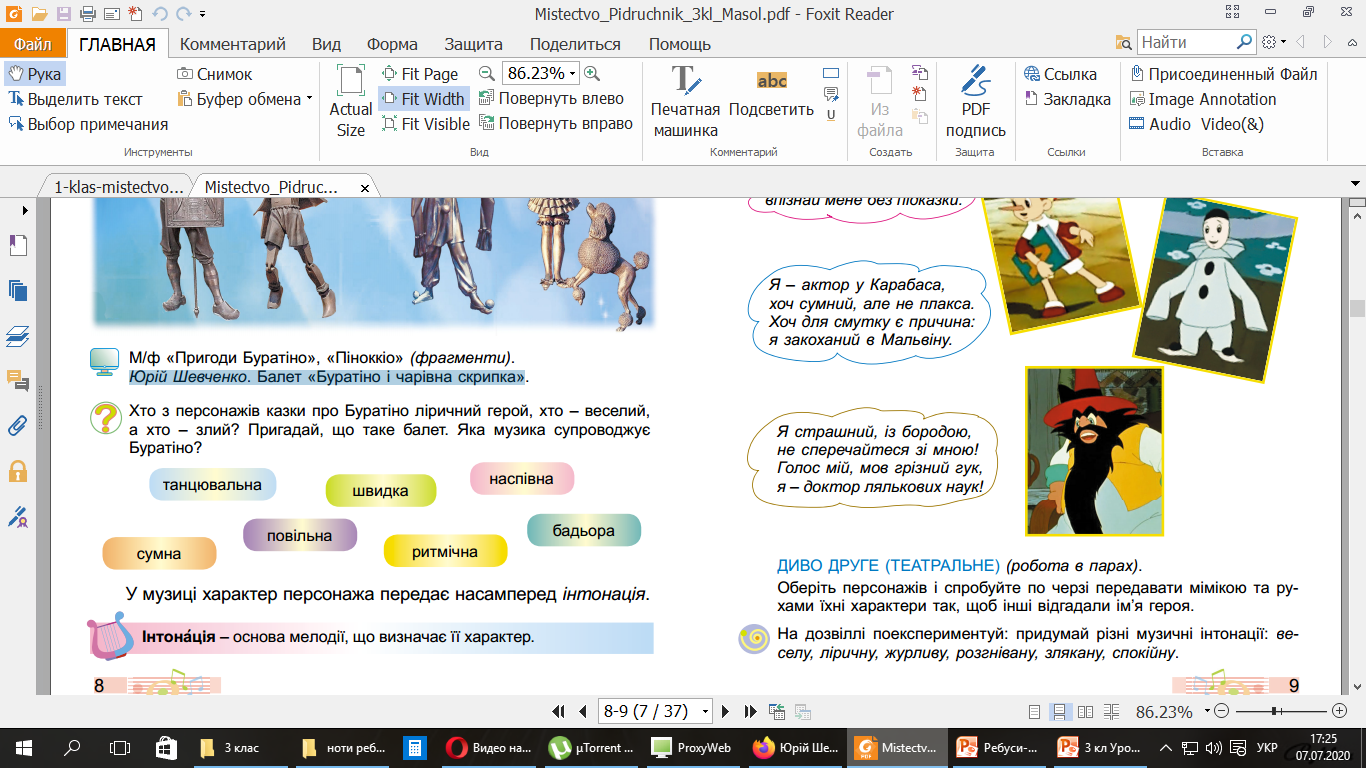 Mistectvo_Pidruchnik_3kl_Masol.pdf - Foxit Reader
Файл
ГЛАВНАЯ
Комментарий
Вид
Форма
Защита
Поделиться
Помощь
Найти
Рука
Выделить текст
Выбор примечания
Снимок
Буфер обмена
Инструменты
Actual
Size
Fit Page
Fit Width
Fit Visible
86.23%
Повернуть влево
Повернуть вправо
Вид
Печатная
машинка
Подсветить
Комментарий
Из
файла
Создать
PDF
подпись
Защита
Ссылка
Закладка
Ссылки
Присоединенный Файл
Image Annotation
Audio Video(&)
Вставка
1-klas-mistectvo...
Mistectvo_Pidruc...
М/ф «Пригоди Буратіно», «Піноккіо» (фрагменти).
Юрій Шевченко. Балет «Буратіно і чарівна скрипка».
Хто з персонажів казки про Буратіно ліричний герой, хто – веселий,
а хто – злий? Пригадай, що таке балет. Яка музика супроводжує
Буратіно?
танцювальна
швидка
наспівна
сумна
повільна
ритмічна
бадьора
У музиці характер персонажа передає насамперед інтонація.
Інтона́ція – основа мелодії, що визначає її характер.
8
впізнай мене без підказки.
Я – актор у Карабаса,
хоч сумний, але не плакса.
Хоч для смутку є причина:
я закоханий в Мальвіну.
Я страшний, із бородою,
не сперечайтеся зі мною!
Голос мій, мов грізний гук,
я – доктор лялькових наук!
ДИВО ДРУГЕ (ТЕАТРАЛЬНЕ) (робота в парах).
Оберіть персонажів і спробуйте по черзі передавати мімікою та ру-
хами їхні характери так, щоб інші відгадали ім’я героя.
На дозвіллі поекспериментуй: придумай різні музичні інтонації: ве-
селу, ліричну, журливу, розгнівану, злякану, спокійну.
9
8-9 (7 / 37)
86.23%
3 клас
ноти реб...
Видео на...
µTorrent ...
ProxyWeb
Юрій Ше...
Mistectv...
Ребуси-...
3 кл Уро...
УКР
17:25
07.07.2020